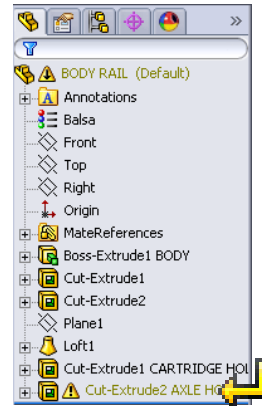 »
BODY RAIL (Default)
A Annotations
Balsa
Front
Top
Right
Origin
MateReferences
Boss-Extrude1 BODY
Cut-Extrude1
Cut-Extrude2
Plane1
Loft1
Cut-Extrude1 CARTRIDGE HOL
Cut-Extrude2 AXLE HO